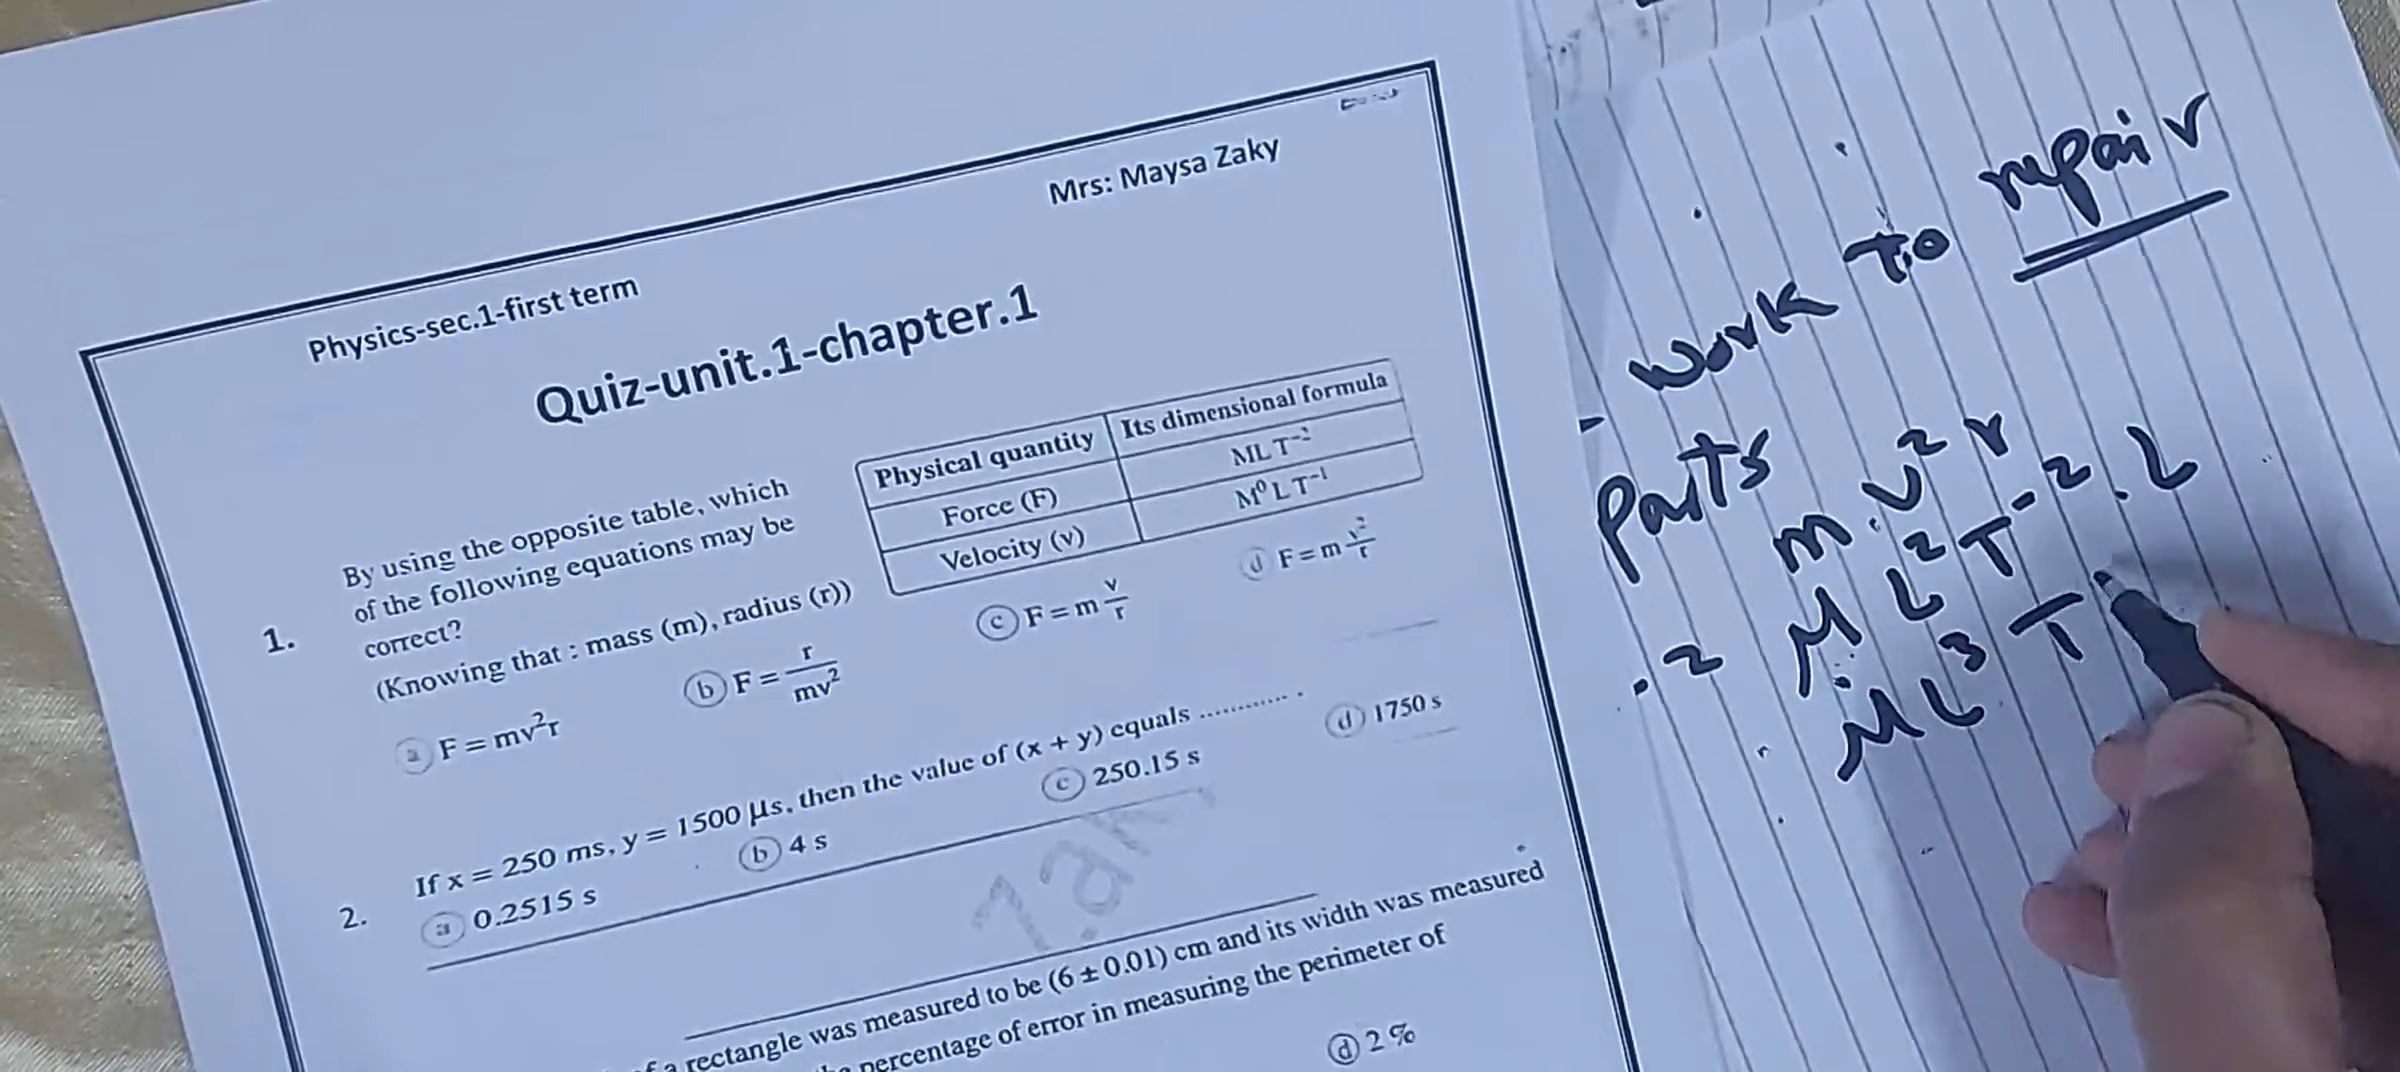 Physics-sec.1-first term
Mrs: Maysa Zaky
Quiz-unit.1-chapter.1
1.
By using the opposite table, which
of the following equations may be
correct?
(Knowing that : mass (m), radius (r))
Physical quantity | Its dimensional formula
Force (F) | MLT⁻²
Velocity (v) | M⁰LT⁻¹
a F = mv²r
b F = r/mv²
c F = m v/r
d F = m v²/r
2.
If x = 250 ms, y = 1500 μs, then the value of (x + y) equals ............ .
a 0.2515 s
b 4 s
c 250.15 s
d 1750 s
rectangle was measured to be (6 ± 0.01) cm and its width was measured
percentage of error in measuring the perimeter of
d 2 %
- Work To repair
Parts
m.v² r
M L² T⁻² . L
M L³ T